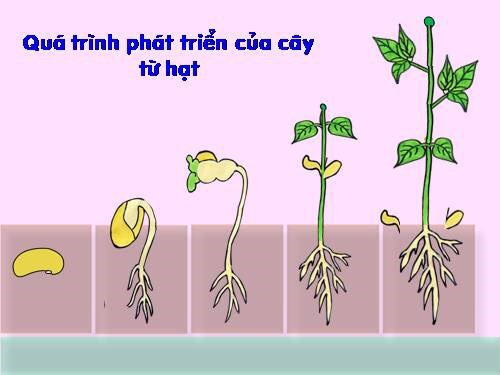 Quá trình phát triển của cây
từ hạt